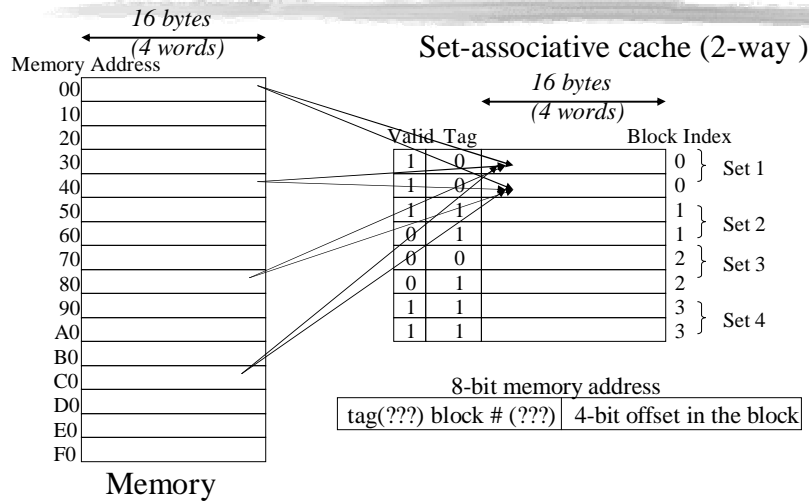 16 bytes
(4 words)
Memory Address
00
10
20
30
40
50
60
70
80
90
A0
B0
C0
D0
E0
F0
Memory
Set-associative cache (2-way )
16 bytes
(4 words)
Valid Tag Block Index
1 0 0
1 0 0
Set 1
1 1 1
0 1 1
Set 2
0 0 2
0 1 2
Set 3
1 1 3
1 1 3
Set 4
8-bit memory address
tag(???) block # (???) 4-bit offset in the block